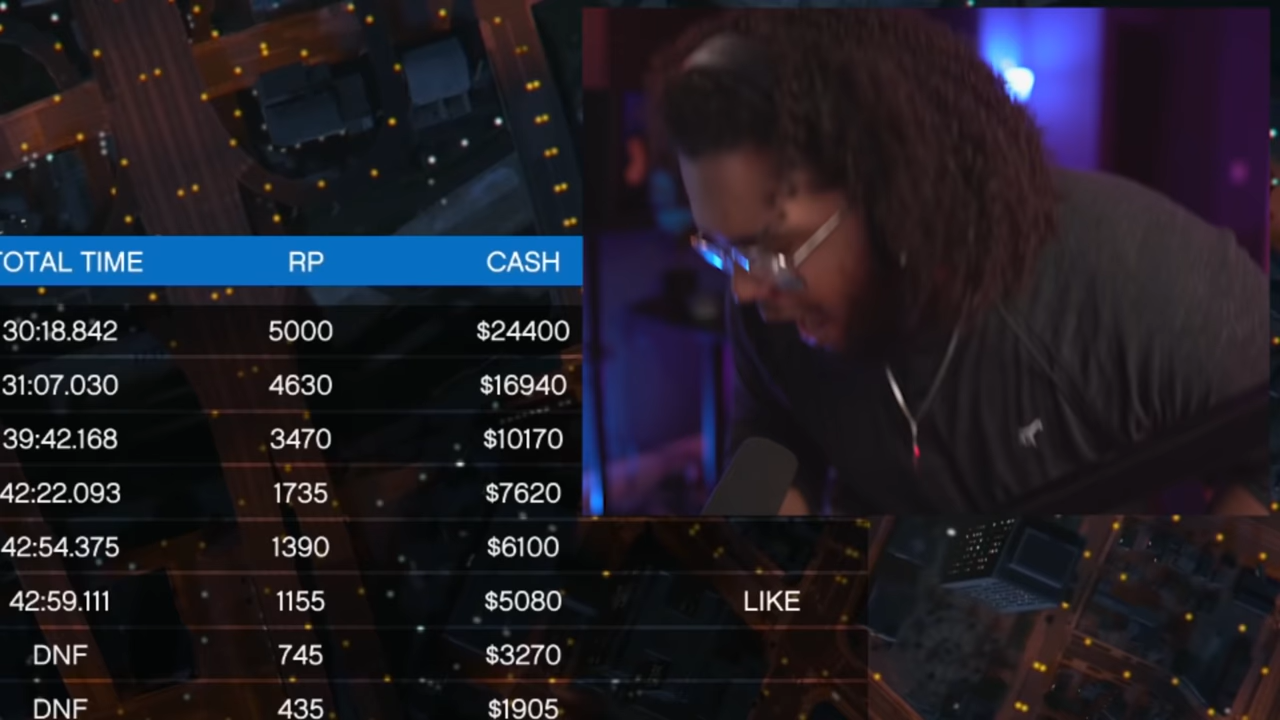 TOTAL TIME RP CASH
30:18.842 5000 $24400
31:07.030 4630 $16940
39:42.168 3470 $10170
42:22.093 1735 $7620
42:54.375 1390 $6100
42:59.111 1155 $5080 LIKE
DNF 745 $3270
DNF 435 $1905